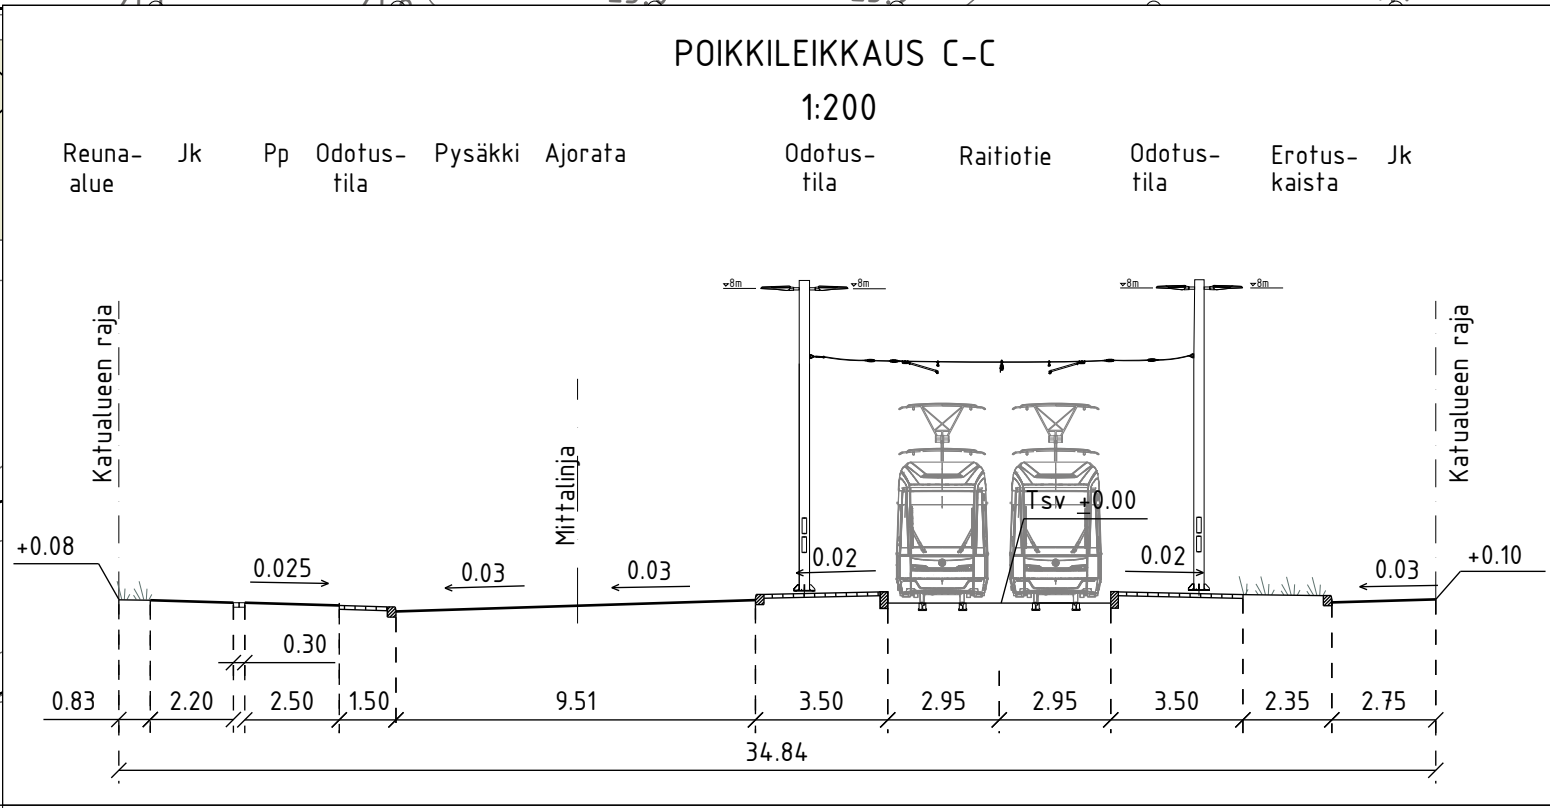 POIKKILEIKKAUS C-C
1:200
Reuna-
alue
Jk
Pp
Odotus-
tila
Pysäkki
Ajorata
Odotus-
tila
Raitiotie
Odotus-
tila
Erotus-
kaista
Jk
8m
8m
8m
8m
Katualueen raja
Mittalinja
Katualueen raja
Tsv ±0.00
+0.08
0.025
0.03
0.03
0.02
0.02
0.03
+0.10
0.30
0.83
2.20
2.50
1.50
9.51
3.50
2.95
2.95
3.50
2.35
2.75
34.84